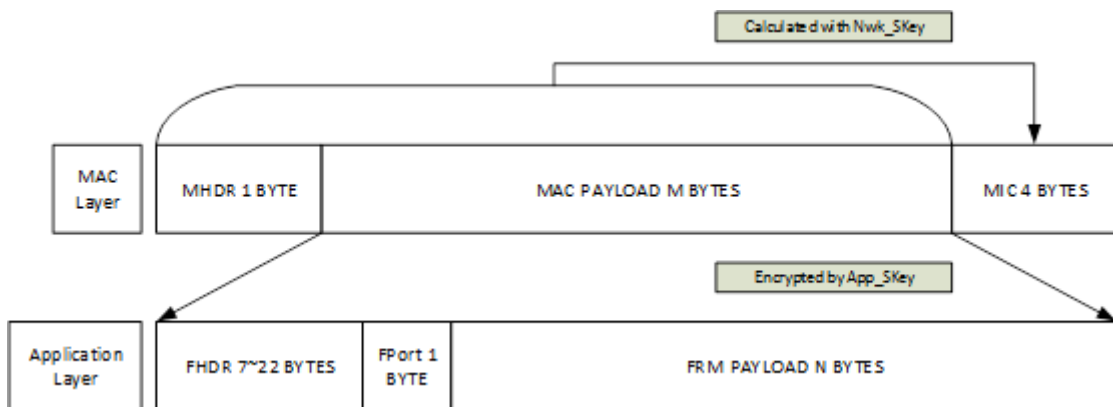 Calculated with Nwk_SKey
MAC
Layer
MHDR 1 BYTE
MAC PAYLOAD M BYTES
MIC 4 BYTES
Encrypted by App_SKey
Application
Layer
FHDR 7~22 BYTES
FPort 1
BYTE
FRM PAYLOAD N BYTES